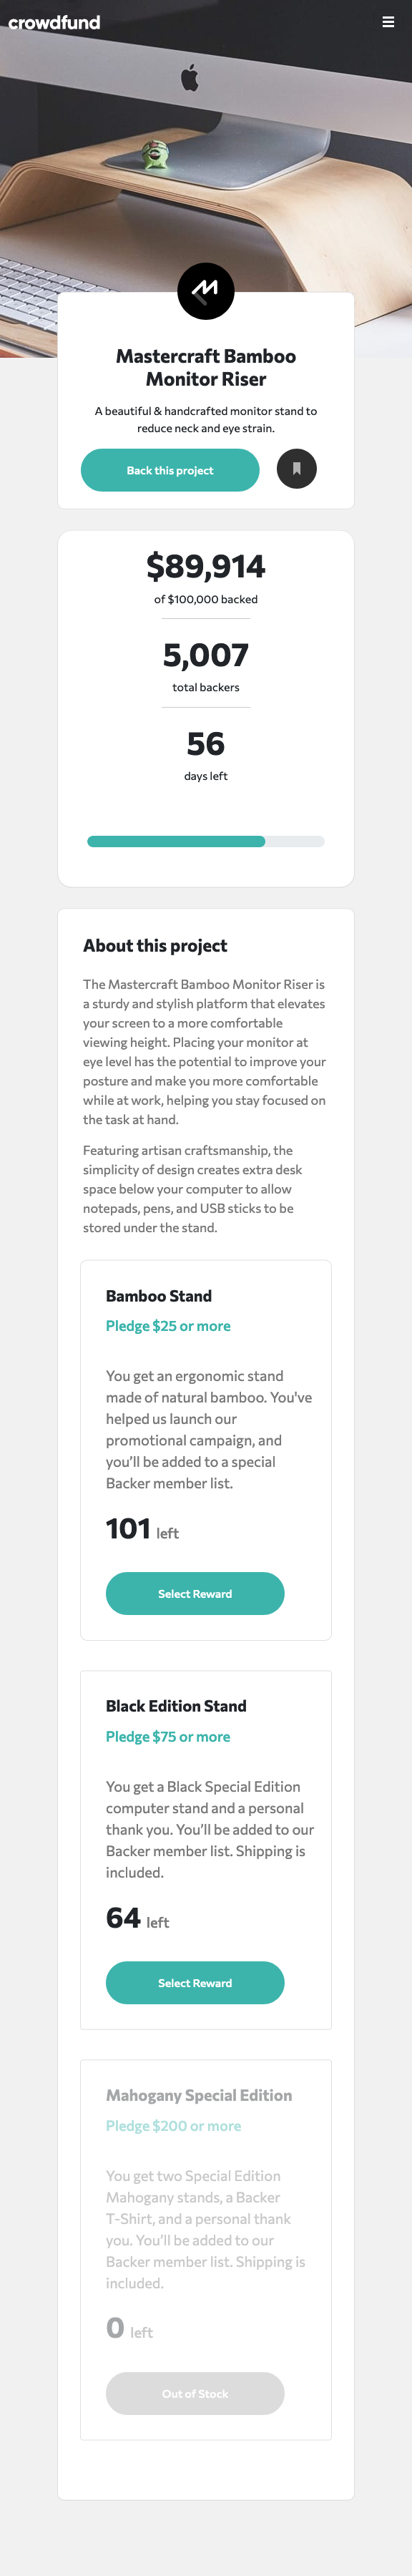 crowdfund
Mastercraft Bamboo
Monitor Riser
A beautiful & handcrafted monitor stand to
reduce neck and eye strain.
Back this project
$89,914
of $100,000 backed
5,007
total backers
56
days left
About this project
The Mastercraft Bamboo Monitor Riser is
a sturdy and stylish platform that elevates
your screen to a more comfortable
viewing height. Placing your monitor at
eye level has the potential to improve your
posture and make you more comfortable
while at work, helping you stay focused on
the task at hand.
Featuring artisan craftsmanship, the
simplicity of design creates extra desk
space below your computer to allow
notepads, pens, and USB sticks to be
stored under the stand.
Bamboo Stand
Pledge $25 or more
You get an ergonomic stand
made of natural bamboo. You've
helped us launch our
promotional campaign, and
you’ll be added to a special
Backer member list.
101 left
Select Reward
Black Edition Stand
Pledge $75 or more
You get a Black Special Edition
computer stand and a personal
thank you. You’ll be added to our
Backer member list. Shipping is
included.
64 left
Select Reward
Mahogany Special Edition
Pledge $200 or more
You get two Special Edition
Mahogany stands, a Backer
T-Shirt, and a personal thank
you. You’ll be added to our
Backer member list. Shipping is
included.
0 left
Out of Stock